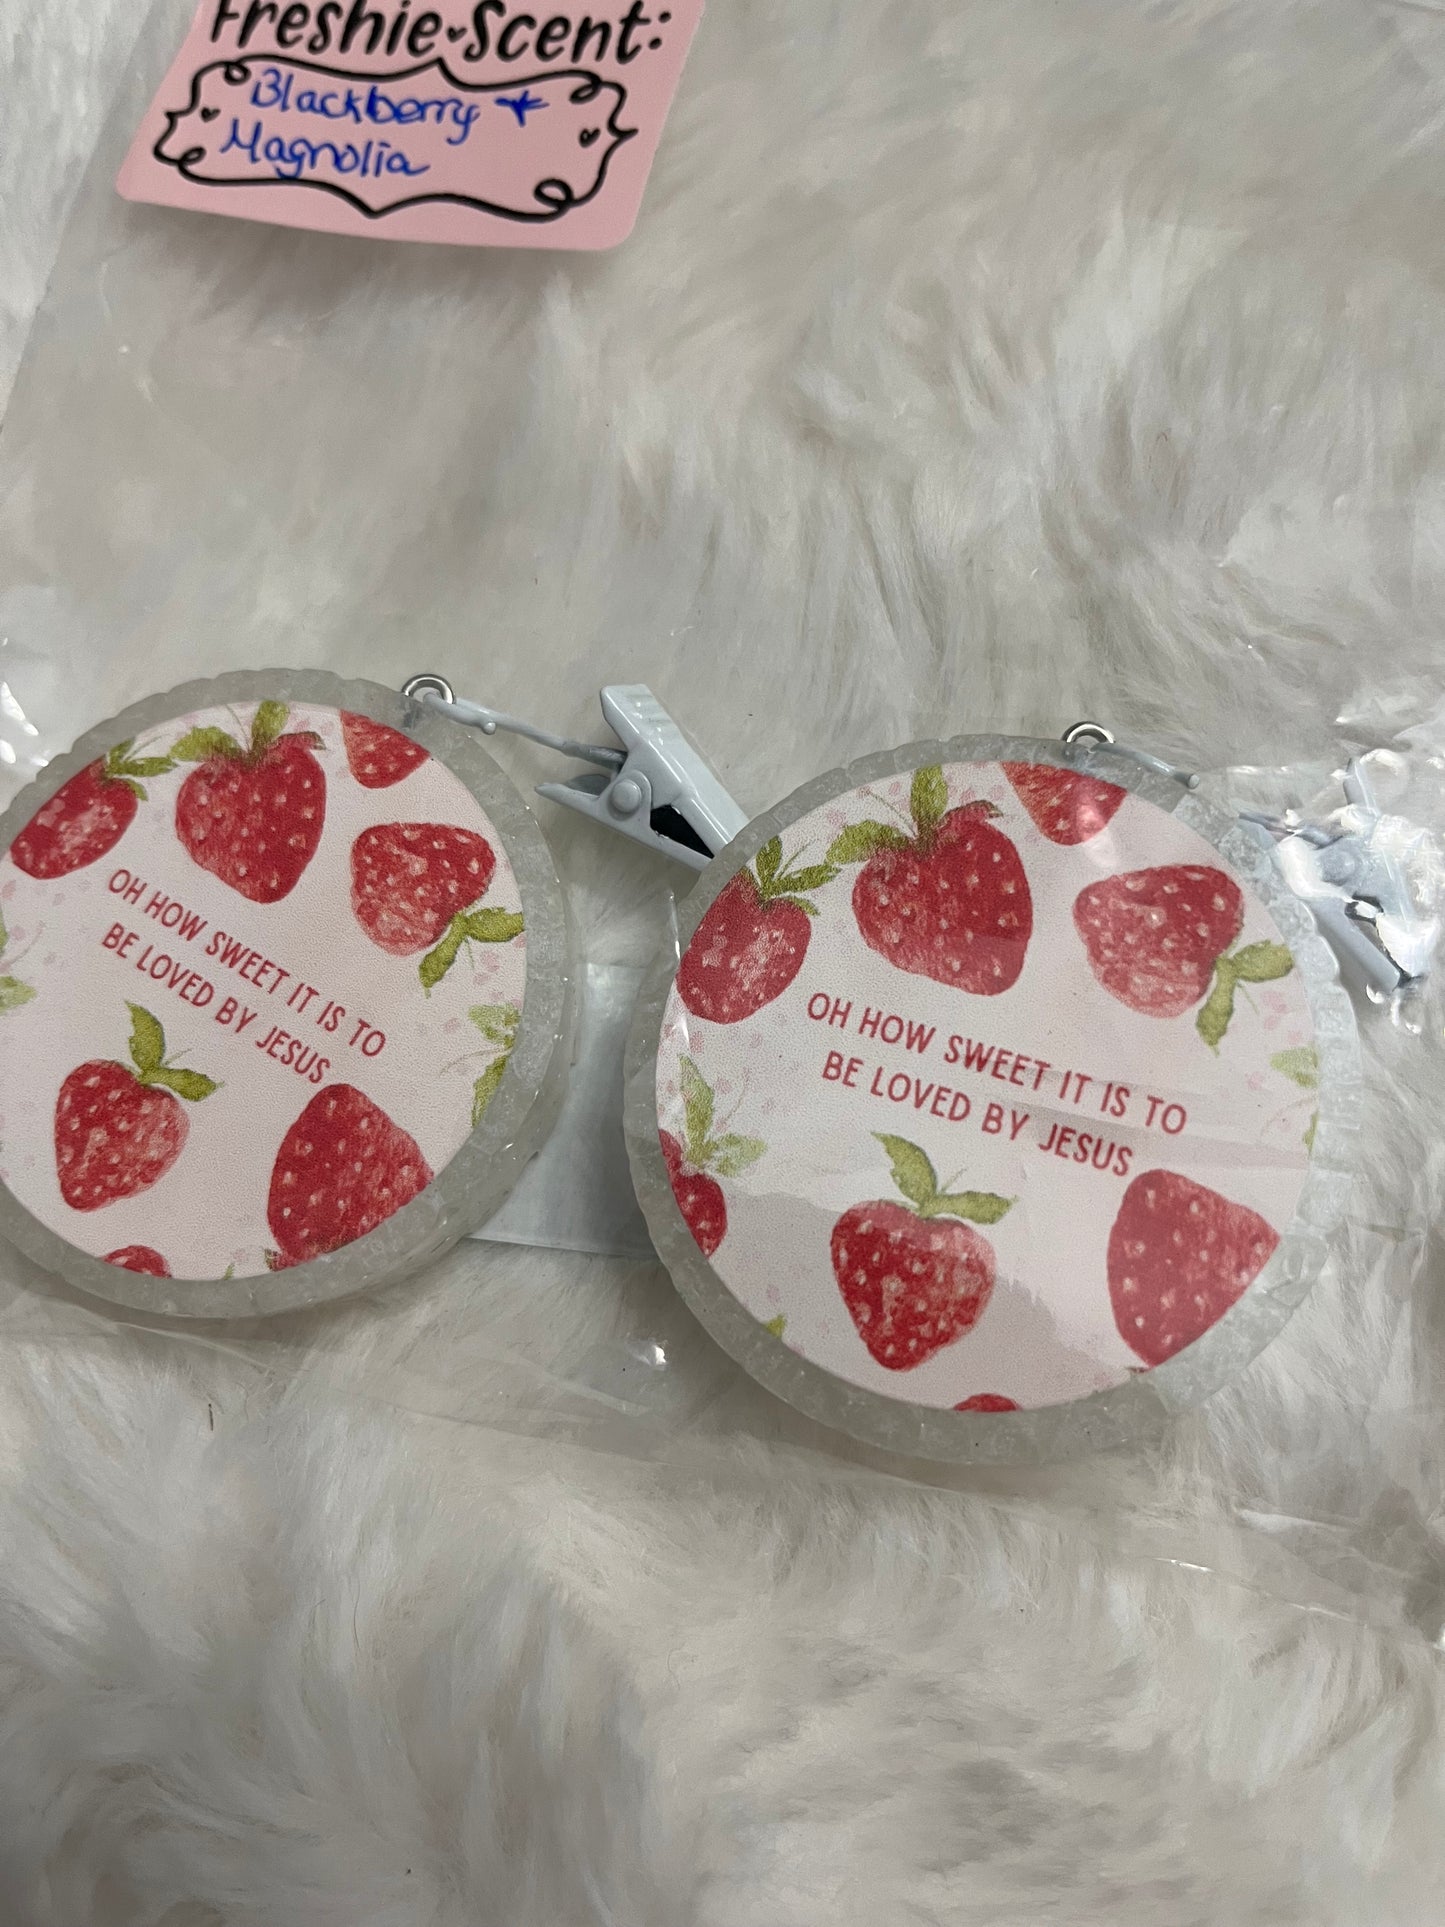 Freshie Scent:
Blackberry +
Magnolia
OH HOW SWEET IT IS TO
BE LOVED BY JESUS
OH HOW SWEET IT IS TO
BE LOVED BY JESUS